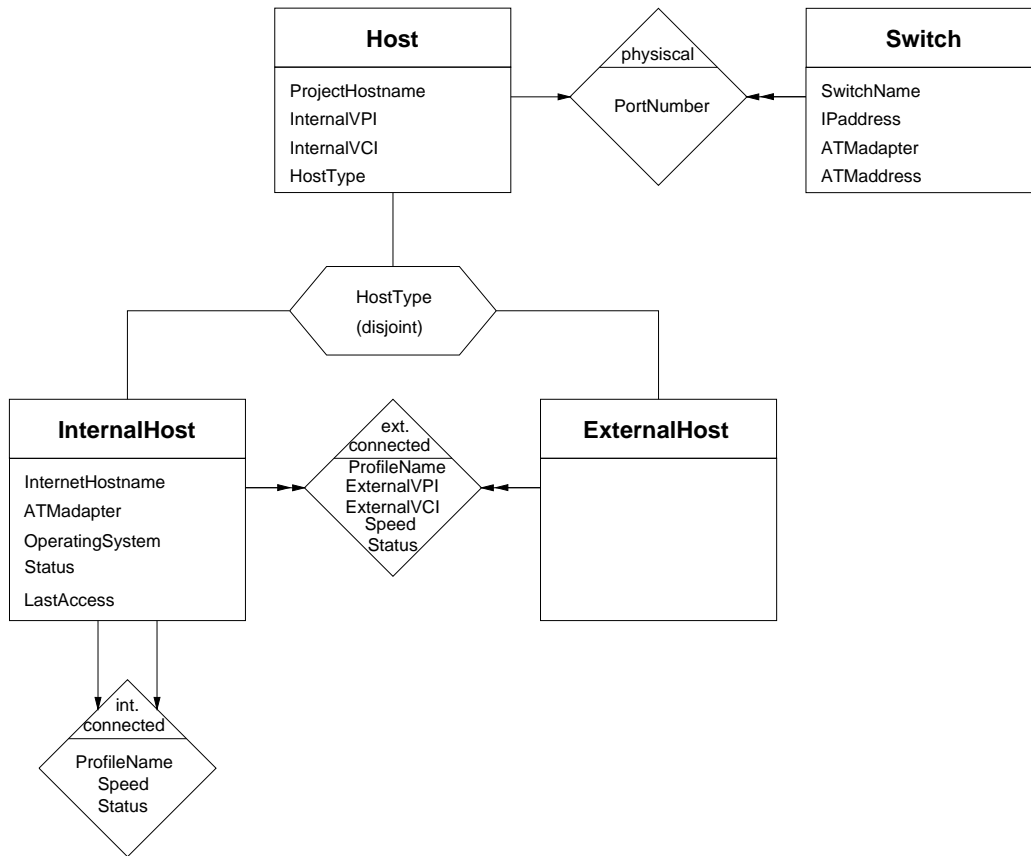 Host
ProjectHostname
InternalVPI
InternalVCI
HostType
physiscal
PortNumber
Switch
SwitchName
IPaddress
ATMadapter
ATMaddress
HostType
(disjoint)
InternalHost
InternetHostname
ATMadapter
OperatingSystem
Status
LastAccess
ext.
connected
ProfileName
ExternalVPI
ExternalVCI
Speed
Status
ExternalHost
int.
connected
ProfileName
Speed
Status